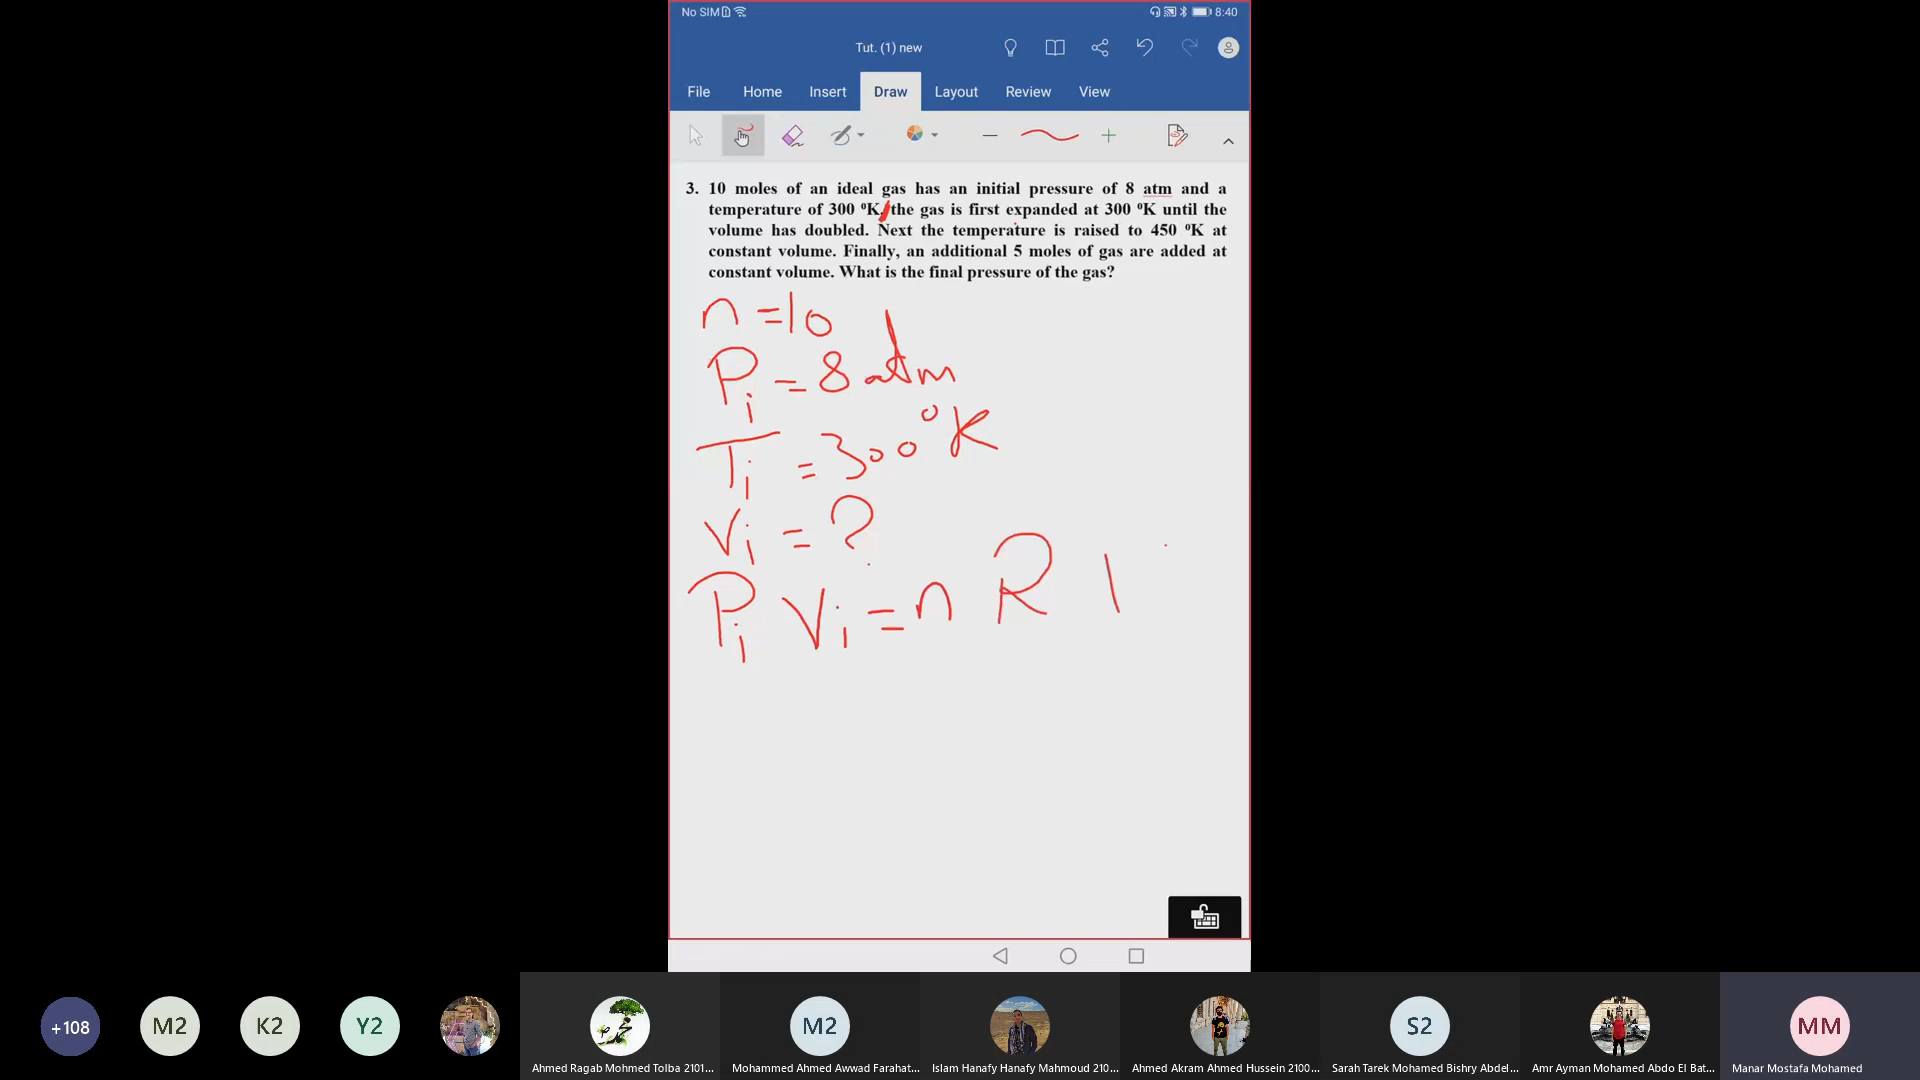 No SIM 8:40
Tut. (1) new
File Home Insert Draw Layout Review View
3. 10 moles of an ideal gas has an initial pressure of 8 atm and a
temperature of 300 ⁰K, the gas is first expanded at 300 ⁰K until the
volume has doubled. Next the temperature is raised to 450 ⁰K at
constant volume. Finally, an additional 5 moles of gas are added at
constant volume. What is the final pressure of the gas?
n = 10
Pi = 8 atm
Ti = 300 °K
Vi = ?
Pi Vi = n R
+108 M2 K2 Y2 M2 S2 MM
Ahmed Ragab Mohmed Tolba 2101... Mohammed Ahmed Awwad Farahat... Islam Hanafy Hanafy Mahmoud 210... Ahmed Akram Ahmed Hussein 2100... Sarah Tarek Mohamed Bishry Abdel... Amr Ayman Mohamed Abdo El Bat... Manar Mostafa Mohamed